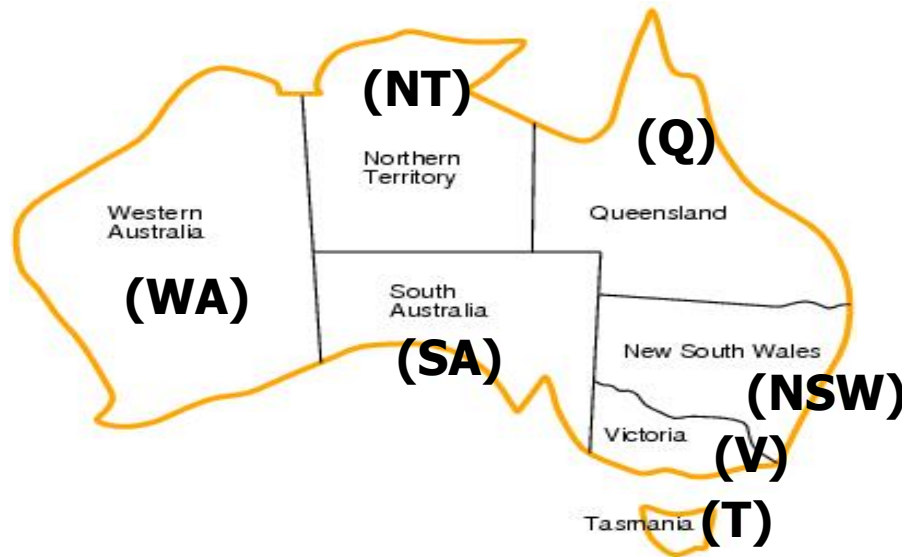 (NT)
(Q)
Northern
Territory
Western
Australia
Queensland
(WA)
South
Australia
(SA)
New South Wales
(NSW)
Victoria
(V)
Tasmania
(T)